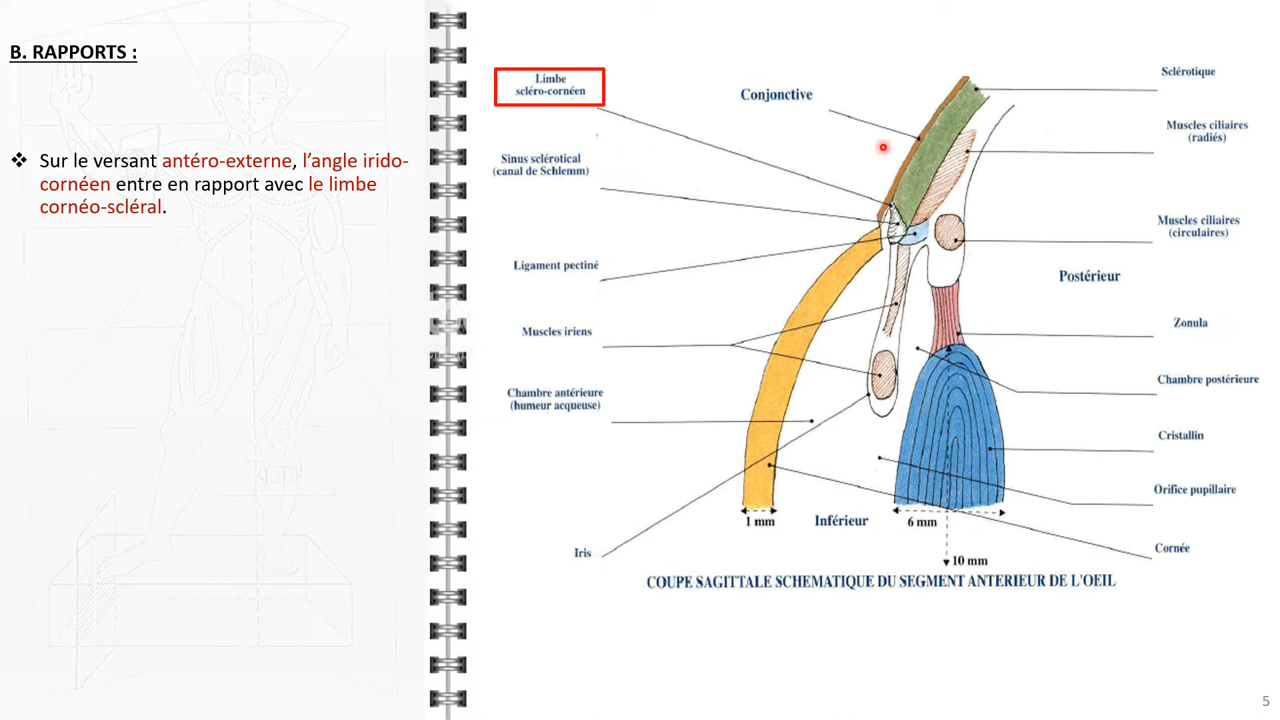 B. RAPPORTS :
❖ Sur le versant antéro-externe, l’angle irido-
cornéen entre en rapport avec le limbe
cornéo-scléral.
Limbe
scléro-cornéen
Conjonctive
Sclérotique
Muscles ciliaires
(radiés)
Sinus sclérotical
(canal de Schlemm)
Muscles ciliaires
(circulaires)
Ligament pectiné
Postérieur
Muscles iriens
Zonula
Chambre postérieure
Chambre antérieure
(humeur acqueuse)
Cristallin
Orifice pupillaire
1 mm
Inférieur
6 mm
Iris
Cornée
10 mm
COUPE SAGITTALE SCHEMATIQUE DU SEGMENT ANTERIEUR DE L'OEIL
5